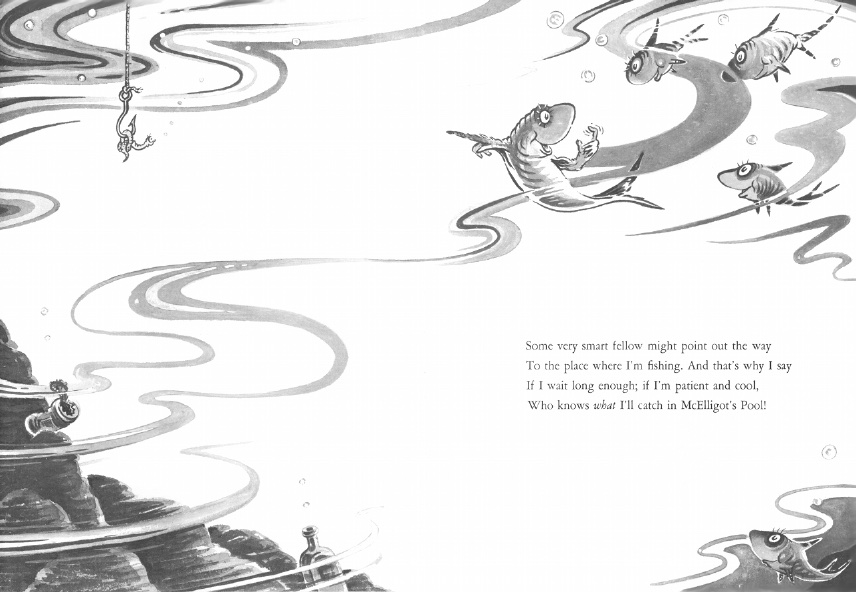 Some very smart fellow might point out the way
To the place where I'm fishing. And that's why I say
If I wait long enough; if I'm patient and cool,
Who knows what I'll catch in McElligot's Pool!